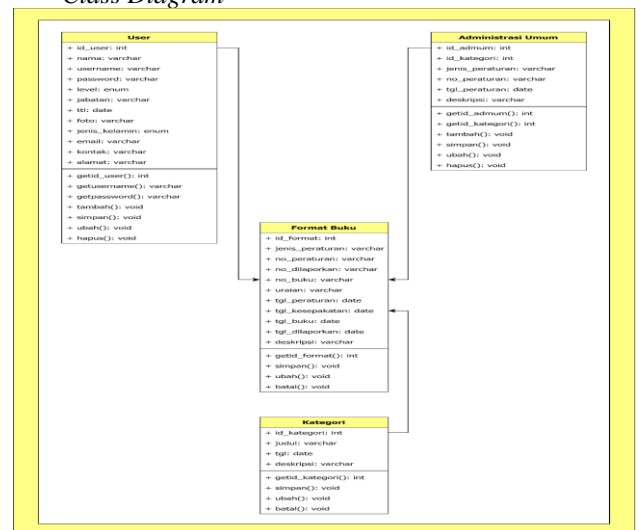 Class Diagram
User
+ id_user: int
+ nama: varchar
+ username: varchar
+ password: varchar
+ level: enum
+ jabatan: varchar
+ ttl: date
+ foto: varchar
+ jenis_kelamin: enum
+ email: varchar
+ kontak: varchar
+ alamat: varchar
+ getid_user(): int
+ getusername(): varchar
+ getpassword(): varchar
+ tambah(): void
+ simpan(): void
+ ubah(): void
+ hapus(): void
Administrasi Umum
+ id_admum: int
+ id_kategori: int
+ jenis_peraturan: varchar
+ no_peraturan: varchar
+ tgl_peraturan: date
+ deskripsi: varchar
+ getid_admum(): int
+ getid_kategori(): int
+ tambah(): void
+ simpan(): void
+ ubah(): void
+ hapus(): void
Format Buku
+ id_format: int
+ jenis_peraturan: varchar
+ no_peraturan: varchar
+ no_dilaporkan: varchar
+ no_buku: varchar
+ uraian: varchar
+ tgl_peraturan: date
+ tgl_kesepakatan: date
+ tgl_buku: date
+ tgl_dilaporkan: date
+ deskripsi: varchar
+ getid_format(): int
+ simpan(): void
+ ubah(): void
+ batal(): void
Kategori
+ id_kategori: int
+ judul: varchar
+ tgl: date
+ deskripsi: varchar
+ getid_kategori(): int
+ simpan(): void
+ ubah(): void
+ batal(): void